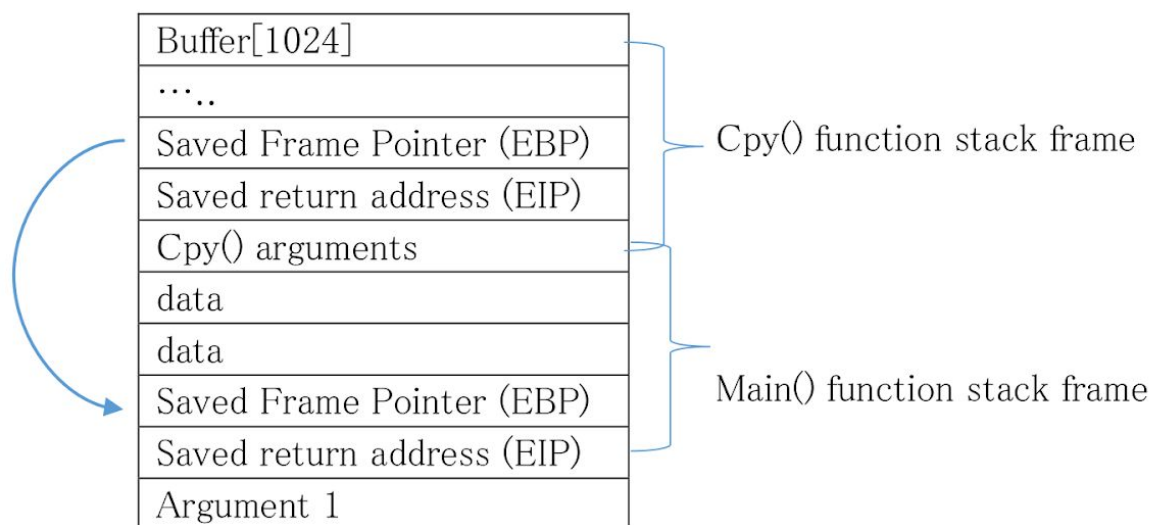 Buffer[1024]
…..
Saved Frame Pointer (EBP)
Cpy() function stack frame
Saved return address (EIP)
Cpy() arguments
data
data
Saved Frame Pointer (EBP)
Main() function stack frame
Saved return address (EIP)
Argument 1